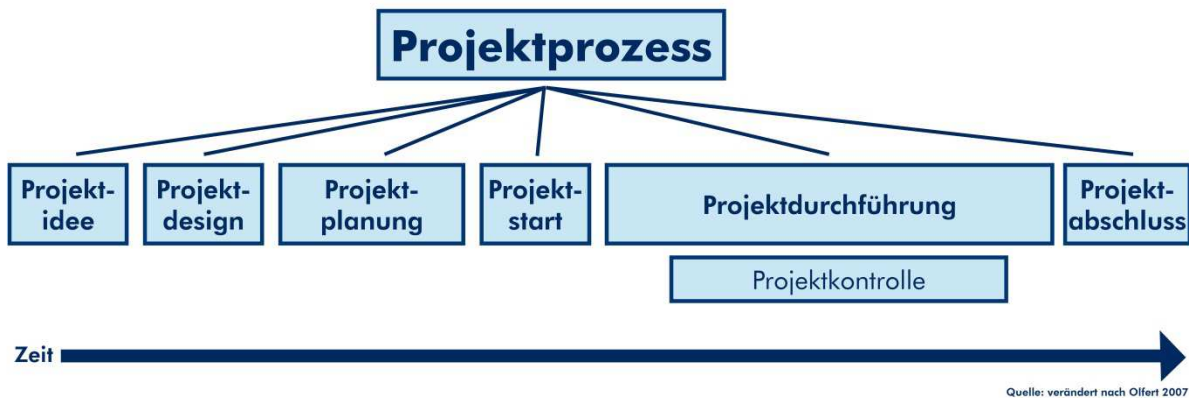 Projektprozess
Projekt-
idee
Projekt-
design
Projekt-
planung
Projekt-
start
Projektdurchführung
Projekt-
abschluss
Projektkontrolle
Zeit
Quelle: verändert nach Olfert 2007